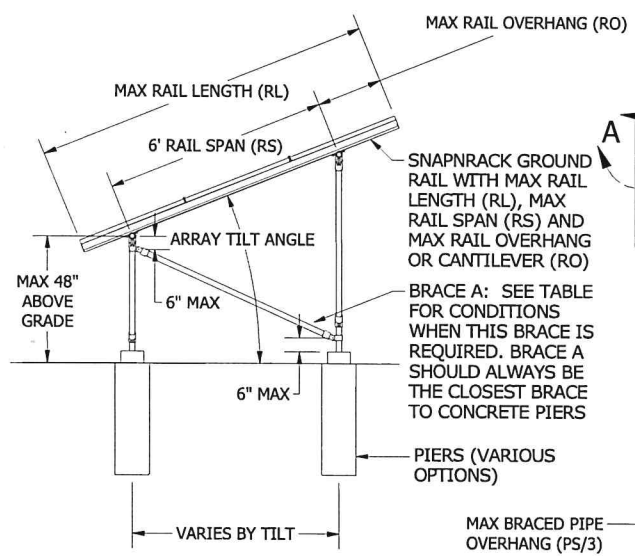 MAX RAIL OVERHANG (RO)
MAX RAIL LENGTH (RL)
6' RAIL SPAN (RS)
A
SNAPNRACK GROUND
RAIL WITH MAX RAIL
LENGTH (RL), MAX
RAIL SPAN (RS) AND
MAX RAIL OVERHANG
OR CANTILEVER (RO)
ARRAY TILT ANGLE
MAX 48"
ABOVE
GRADE
6" MAX
BRACE A: SEE TABLE
FOR CONDITIONS
WHEN THIS BRACE IS
REQUIRED. BRACE A
SHOULD ALWAYS BE
THE CLOSEST BRACE
TO CONCRETE PIERS
6" MAX
PIERS (VARIOUS
OPTIONS)
VARIES BY TILT
MAX BRACED PIPE
OVERHANG (PS/3)